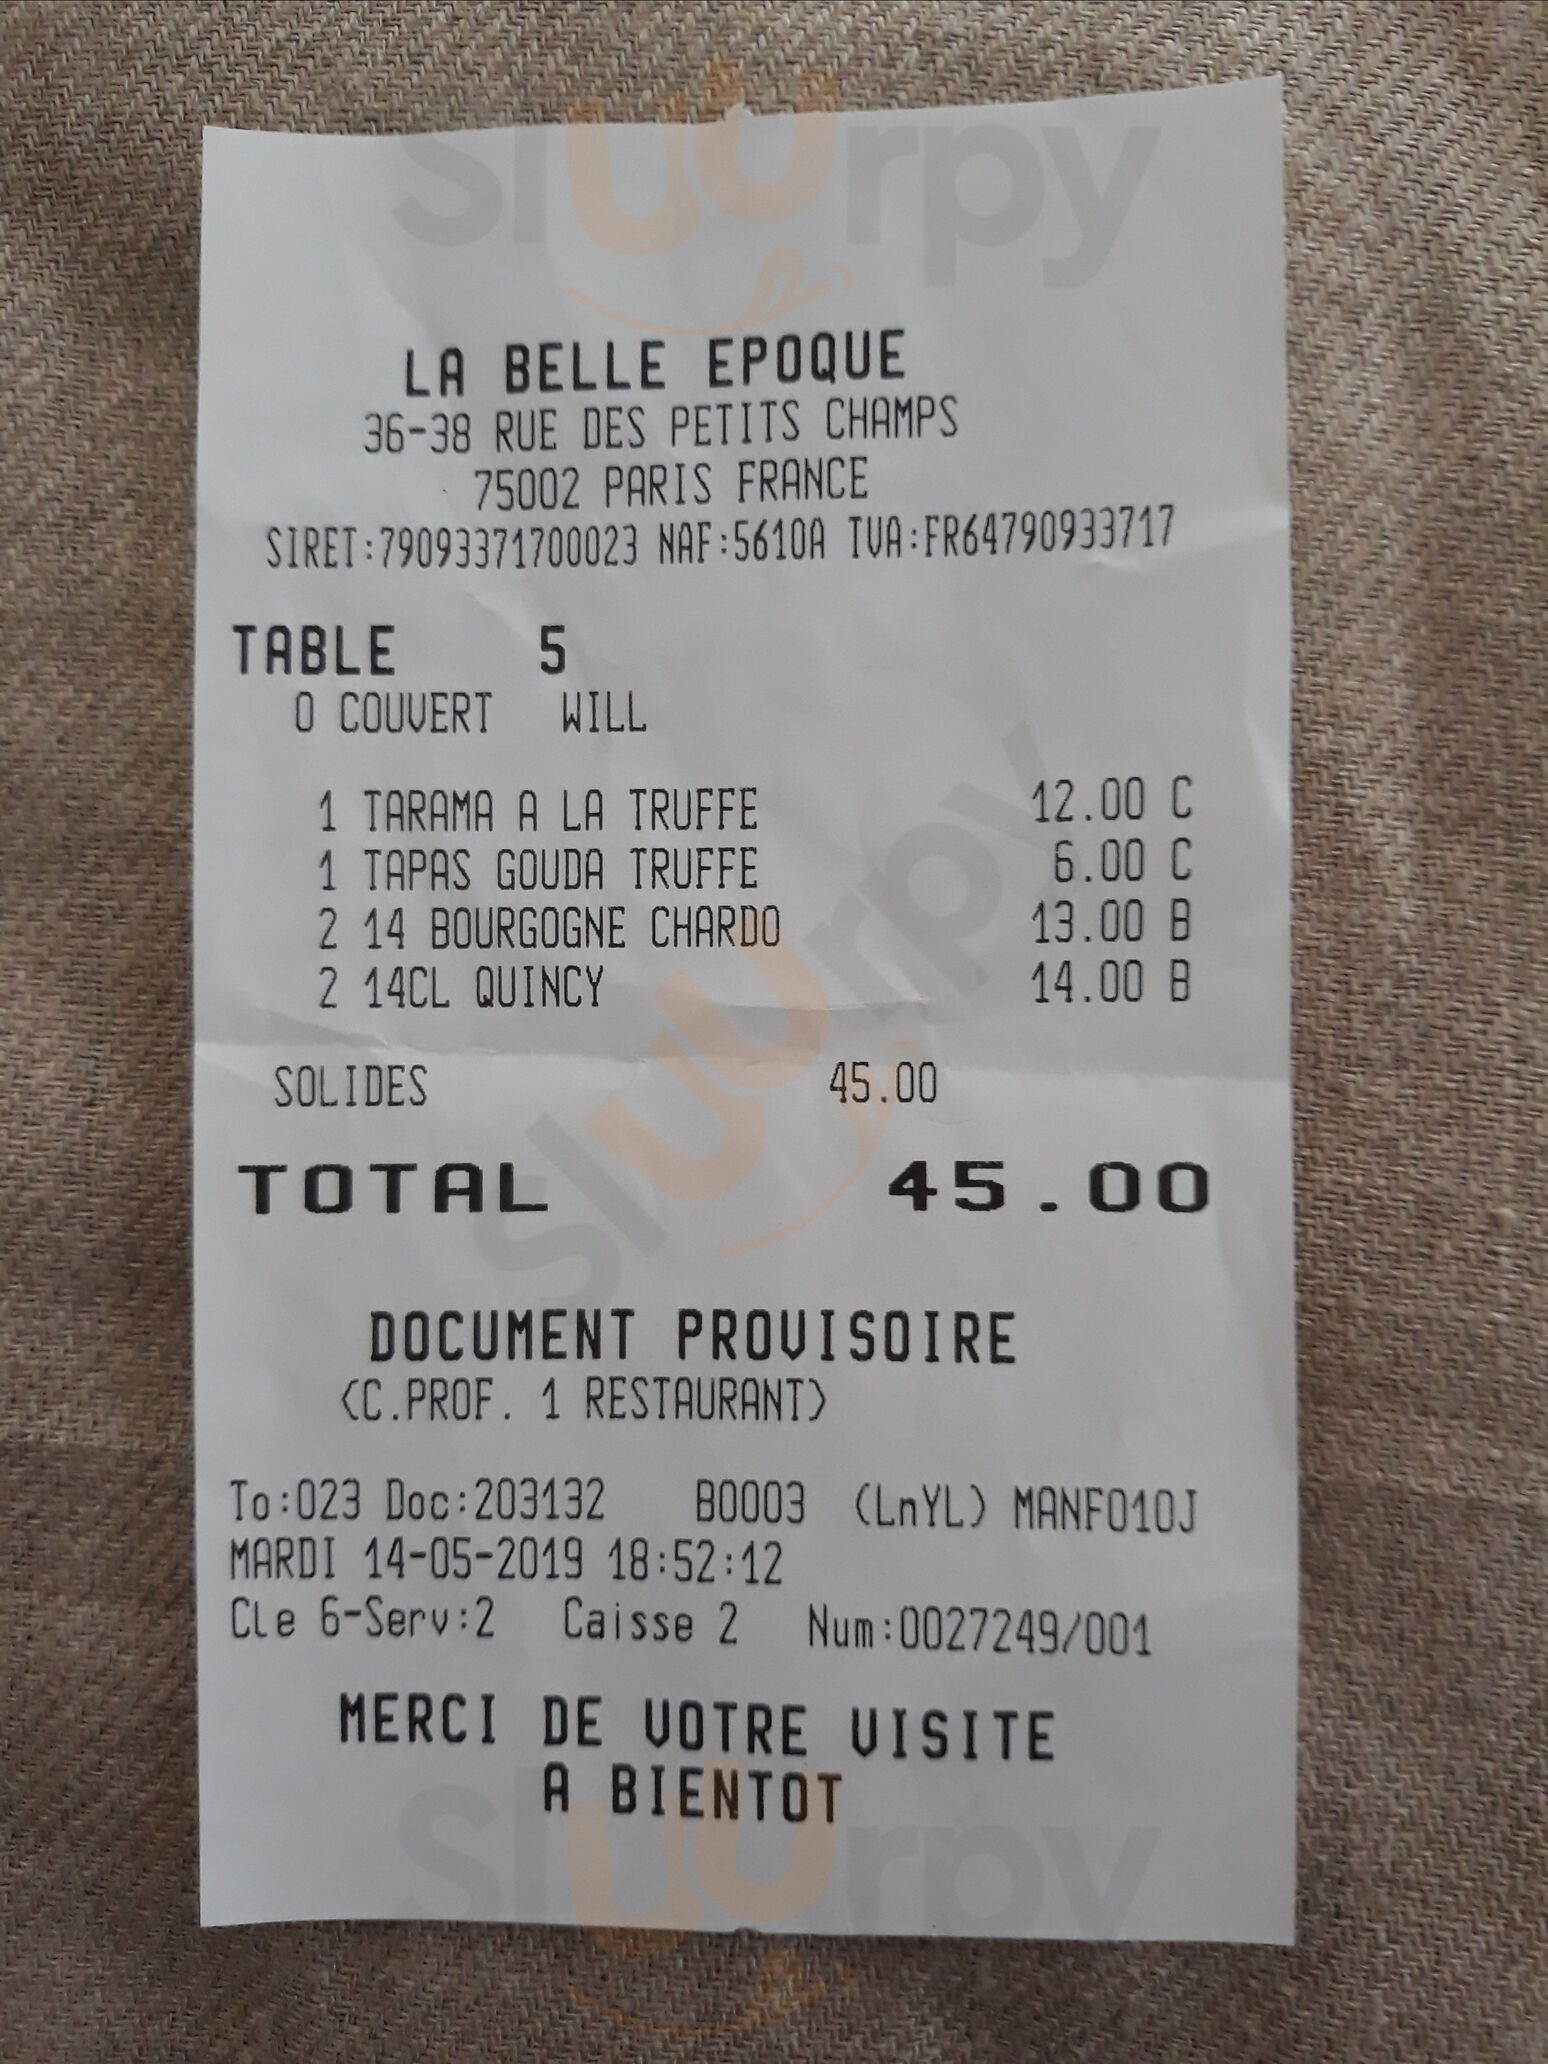 sluurpy
LA BELLE EPOQUE
36-38 RUE DES PETITS CHAMPS
75002 PARIS FRANCE
SIRET:79093371700023 NAF:5610A TVA:FR64790933717
TABLE 5
0 COUVERT WILL
1 TARAMA A LA TRUFFE 12.00 C
1 TAPAS GOUDA TRUFFE 6.00 C
2 14 BOURGOGNE CHARDO 13.00 B
2 14CL QUINCY 14.00 B
sluurpy
SOLIDES 45.00
TOTAL 45.00
DOCUMENT PROVISOIRE
(C.PROF. 1 RESTAURANT)
To:023 Doc:203132 B0003 (LnYL) MANF010J
MARDI 14-05-2019 18:52:12
Cle 6-Serv:2 Caisse 2 Num:0027249/001
MERCI DE VOTRE VISITE
A BIENTOT
sluurpy